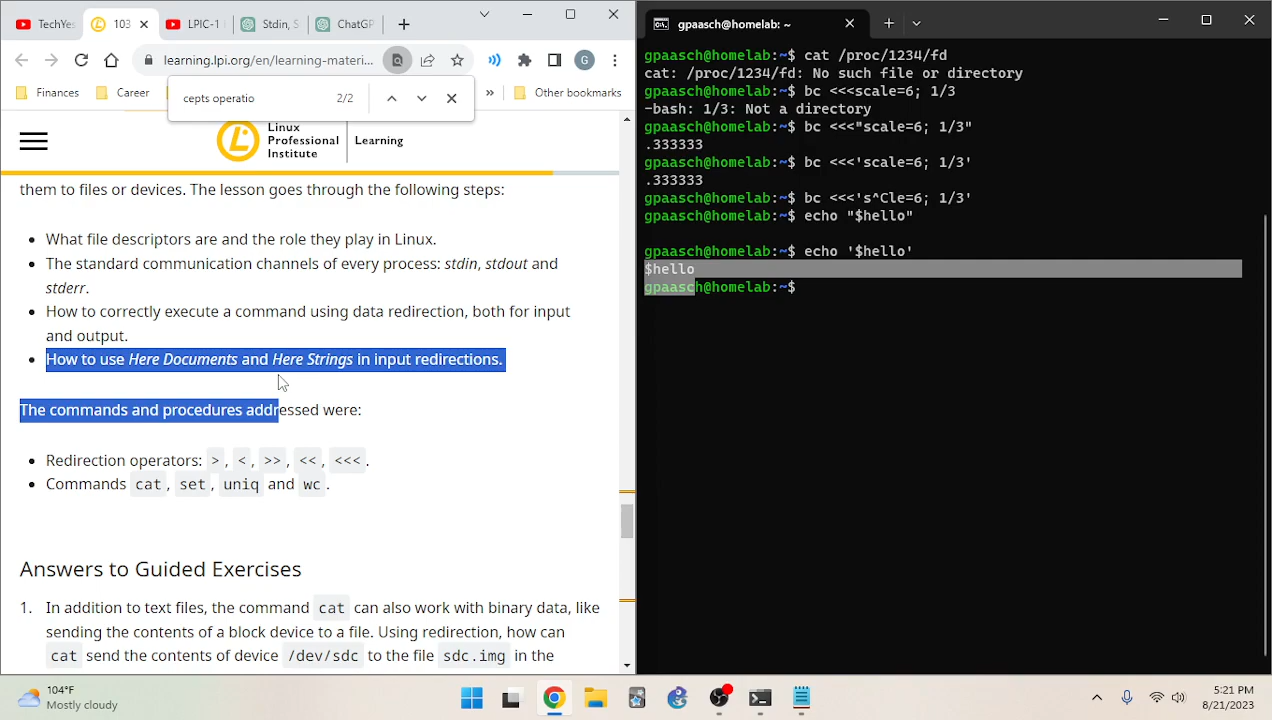 TechYes
103
LPIC-1
Stdin, S
ChatGP
learning.lpi.org/en/learning-materi...
G
Finances
Career
»
Other bookmarks
cepts operatio
2/2
Linux
Professional
Institute
Learning
them to files or devices. The lesson goes through the following steps:
What file descriptors are and the role they play in Linux.
The standard communication channels of every process: stdin, stdout and
stderr.
How to correctly execute a command using data redirection, both for input
and output.
How to use Here Documents and Here Strings in input redirections.
The commands and procedures addressed were:
Redirection operators: >, <, >>, <<, <<<.
Commands cat, set, uniq and wc.
Answers to Guided Exercises
1. In addition to text files, the command cat can also work with binary data, like
sending the contents of a block device to a file. Using redirection, how can
cat send the contents of device /dev/sdc to the file sdc.img in the
gpaasch@homelab: ~
gpaasch@homelab:~$ cat /proc/1234/fd
cat: /proc/1234/fd: No such file or directory
gpaasch@homelab:~$ bc <<<scale=6; 1/3
-bash: 1/3: Not a directory
gpaasch@homelab:~$ bc <<<"scale=6; 1/3"
.333333
gpaasch@homelab:~$ bc <<<'scale=6; 1/3'
.333333
gpaasch@homelab:~$ bc <<<'s^Cle=6; 1/3'
gpaasch@homelab:~$ echo "$hello"
gpaasch@homelab:~$ echo '$hello'
$hello
gpaasch@homelab:~$
104°F
Mostly cloudy
5:21 PM
8/21/2023